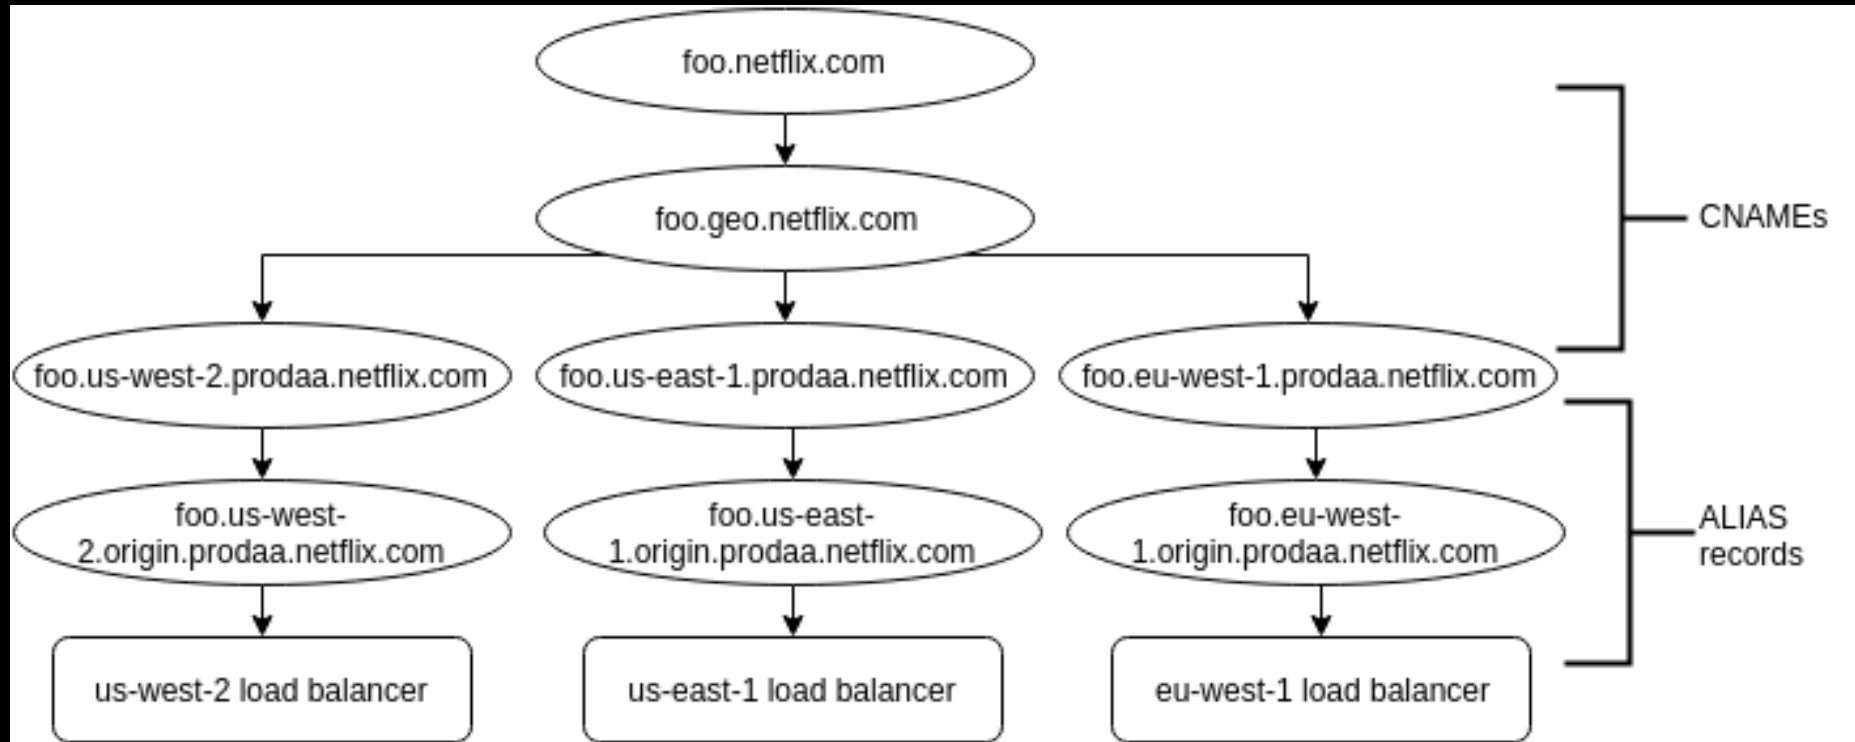 foo.netflix.com
foo.geo.netflix.com
CNAMEs
foo.us-west-2.prodaa.netflix.com
foo.us-east-1.prodaa.netflix.com
foo.eu-west-1.prodaa.netflix.com
foo.us-west-
2.origin.prodaa.netflix.com
foo.us-east-
1.origin.prodaa.netflix.com
foo.eu-west-
1.origin.prodaa.netflix.com
ALIAS
records
us-west-2 load balancer
us-east-1 load balancer
eu-west-1 load balancer